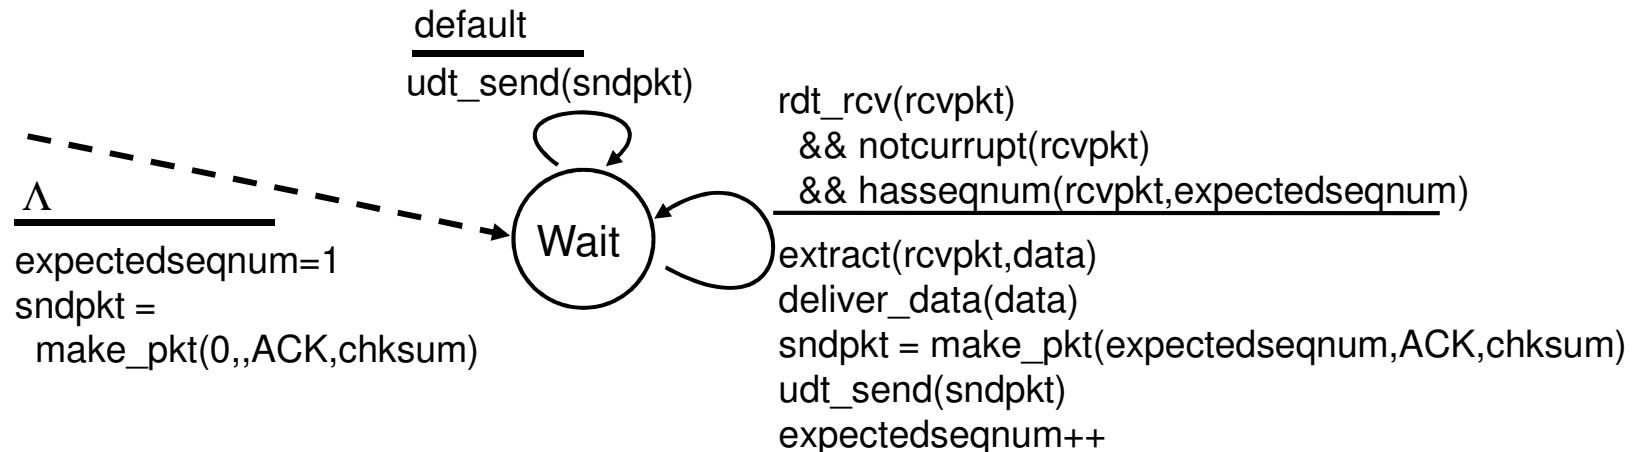 default
udt_send(sndpkt)
rdt_rcv(rcvpkt)
&& notcurrupt(rcvpkt)
&& hasseqnum(rcvpkt,expectedseqnum)
Λ
Wait
expectedseqnum=1
sndpkt =
make_pkt(0,,ACK,chksum)
extract(rcvpkt,data)
deliver_data(data)
sndpkt = make_pkt(expectedseqnum,ACK,chksum)
udt_send(sndpkt)
expectedseqnum++